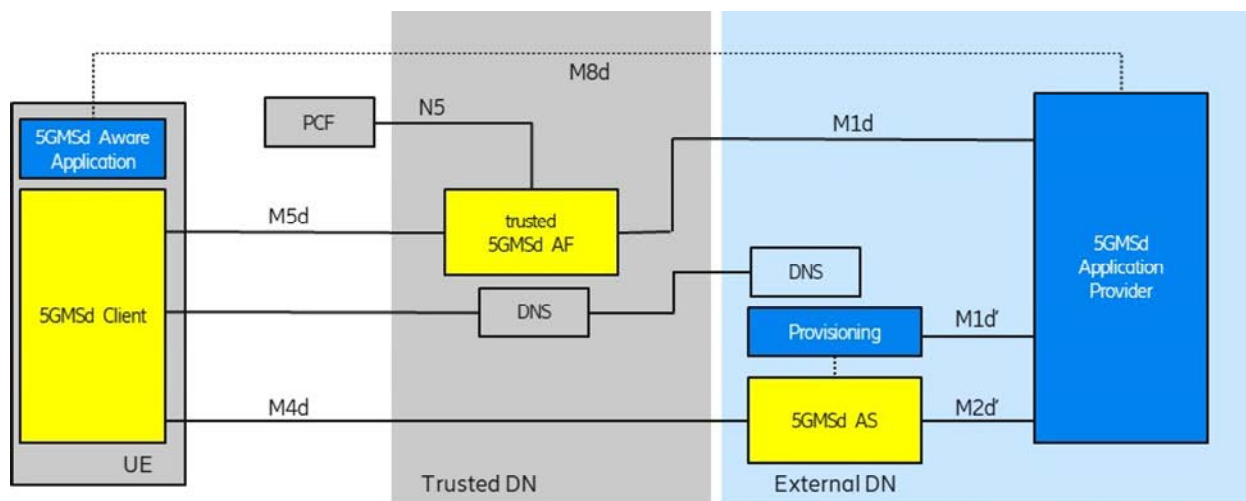 M8d
5GMSd Aware
Application
PCF
N5
M1d
M5d
trusted
5GMSd AF
5GMSd
Application
Provider
DNS
5GMSd Client
DNS
Provisioning
M1d'
M4d
5GMSd AS
M2d'
UE
Trusted DN
External DN